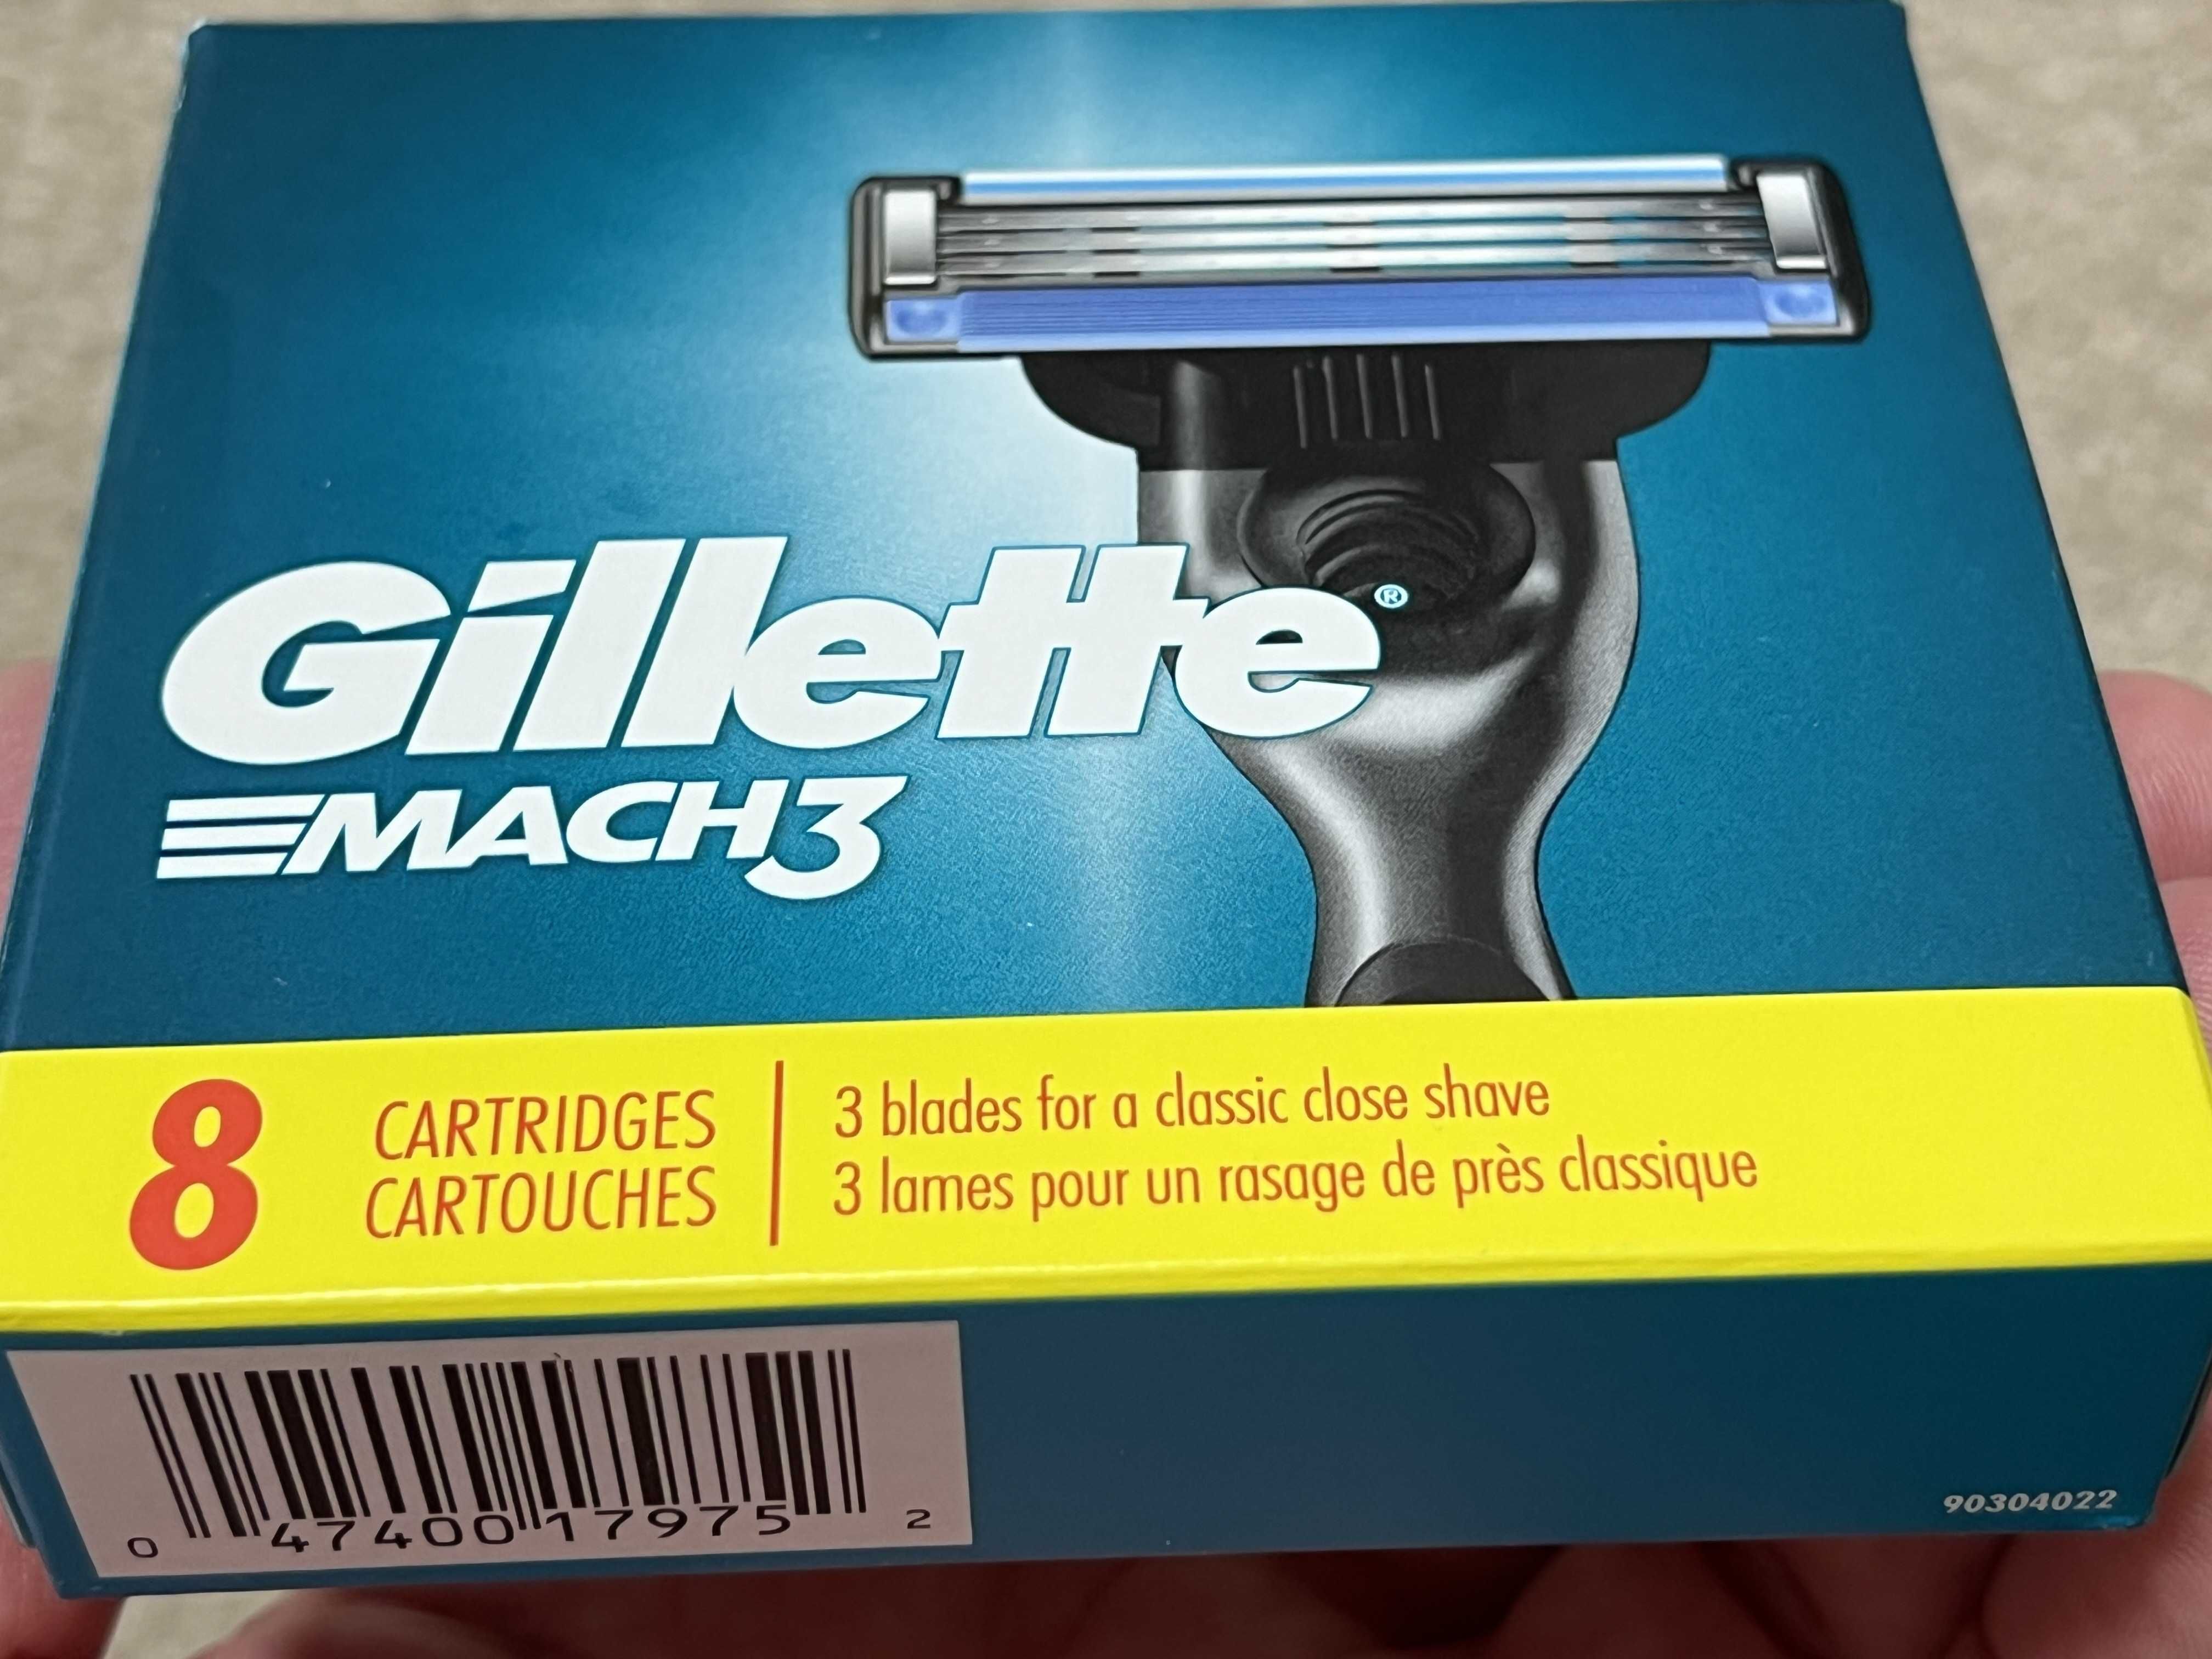 Gillette®
MACH3
8
CARTRIDGES
CARTOUCHES
3 blades for a classic close shave
3 lames pour un rasage de près classique
0 47400 17975 2
90304022